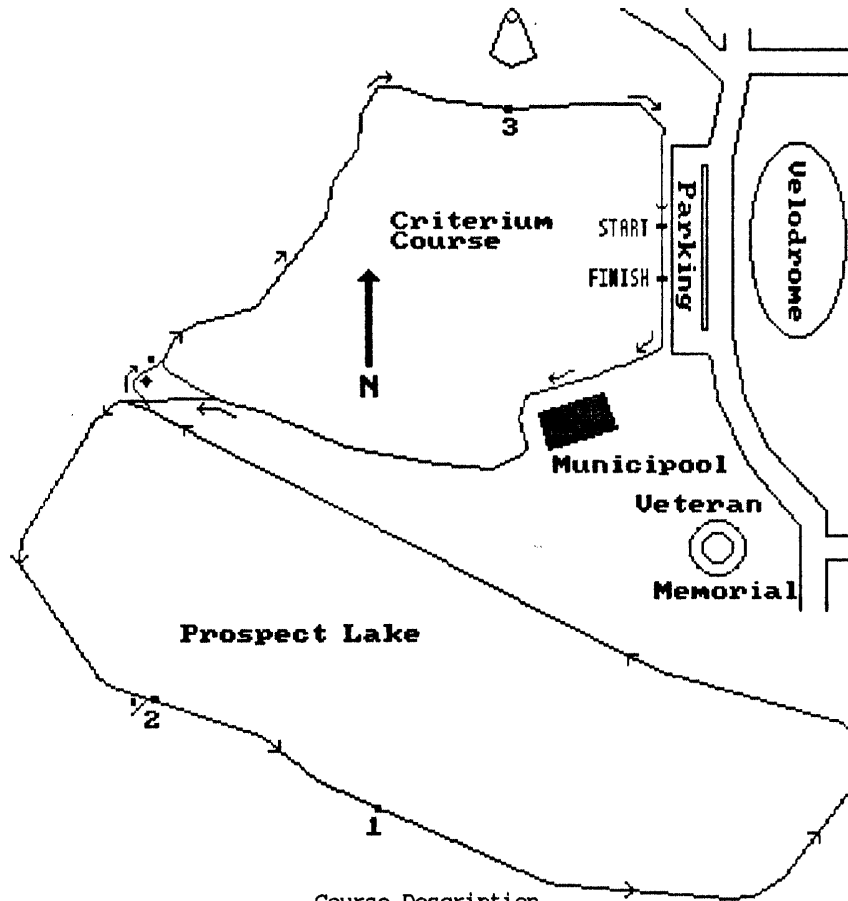 3
Criterium
Course
START
FINISH
Parking
Velodrome
N
Municipool
Veteran
Memorial
Prospect Lake
1/2
1
Course Description